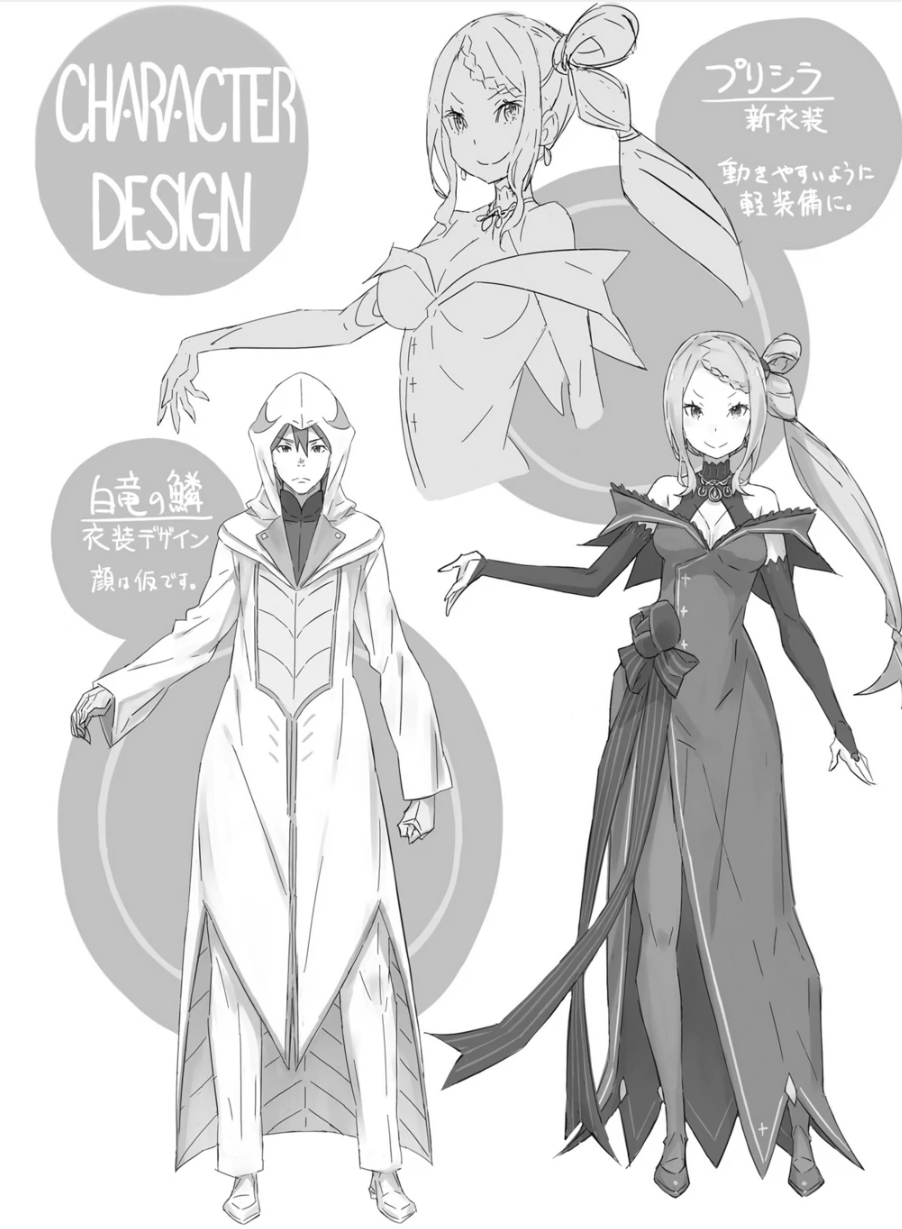 CHARACTER
DESIGN
プリシラ
新衣装
動きやすいように
軽装備に。
白竜の鱗
衣装デザイン
顔は仮です。